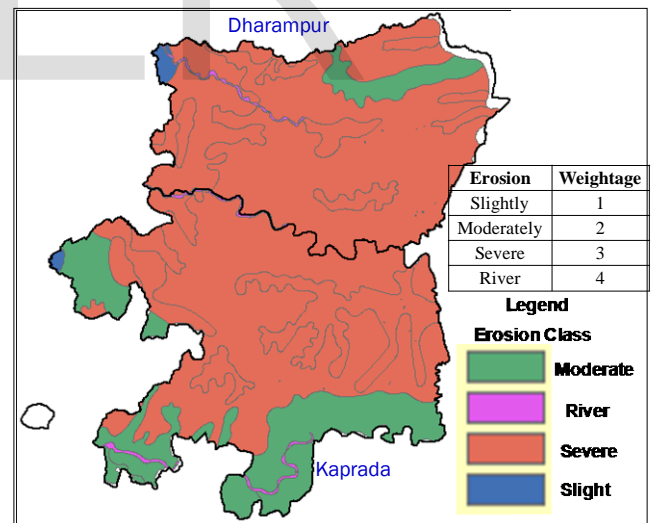 Dharampur
Erosion Weightage
Slightly 1
Moderately 2
Severe 3
River 4
Legend
Erosion Class
Moderate
River
Severe
Slight
Kaprada